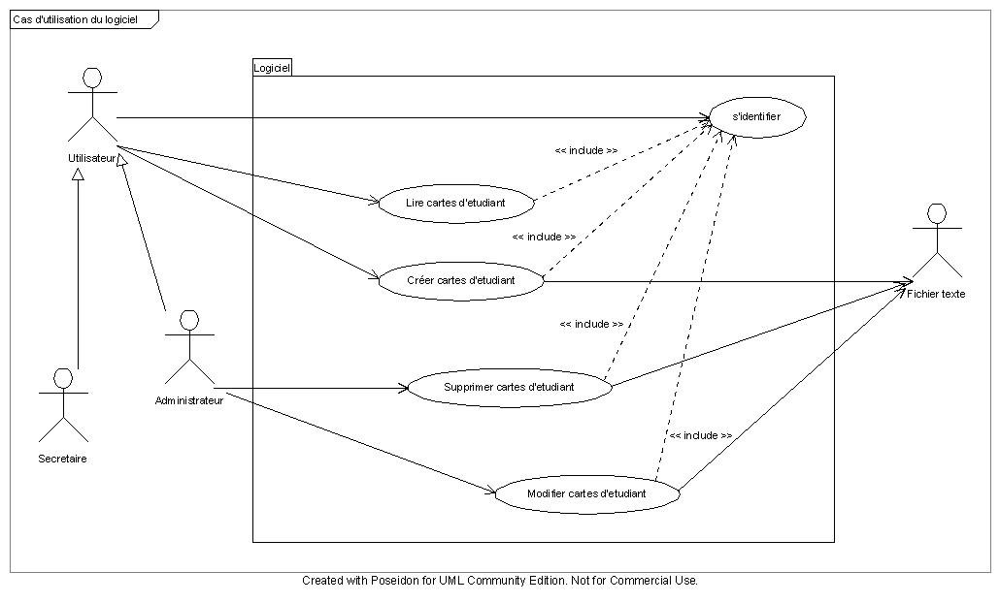 Cas d'utilisation du logiciel
Logiciel
s'identifier
<< include >>
Utilisateur
Lire cartes d'etudiant
<< include >>
Créer cartes d'etudiant
Fichier texte
<< include >>
Supprimer cartes d'etudiant
Administrateur
<< include >>
Secretaire
Modifier cartes d'etudiant
Created with Poseidon for UML Community Edition. Not for Commercial Use.